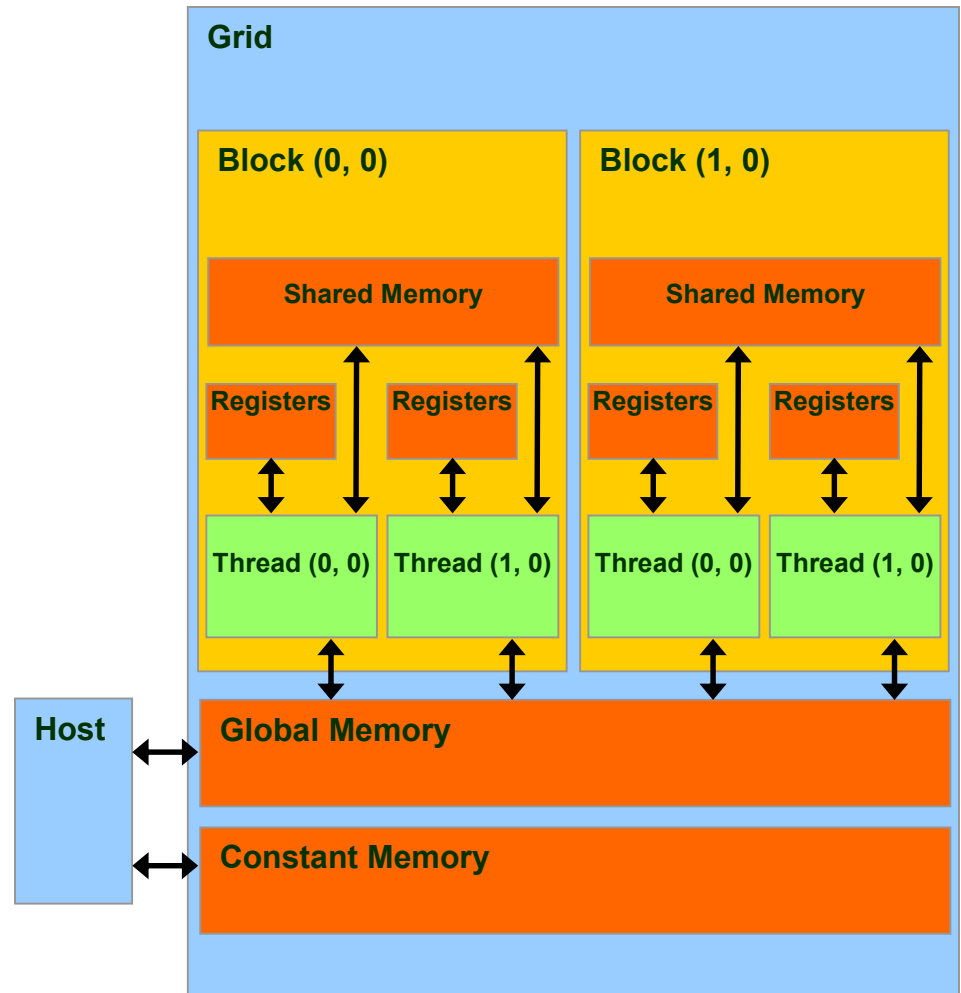 Grid
Block (0, 0)
Block (1, 0)
Shared Memory
Shared Memory
Registers
Registers
Registers
Registers
Thread (0, 0)
Thread (1, 0)
Thread (0, 0)
Thread (1, 0)
Host
Global Memory
Constant Memory